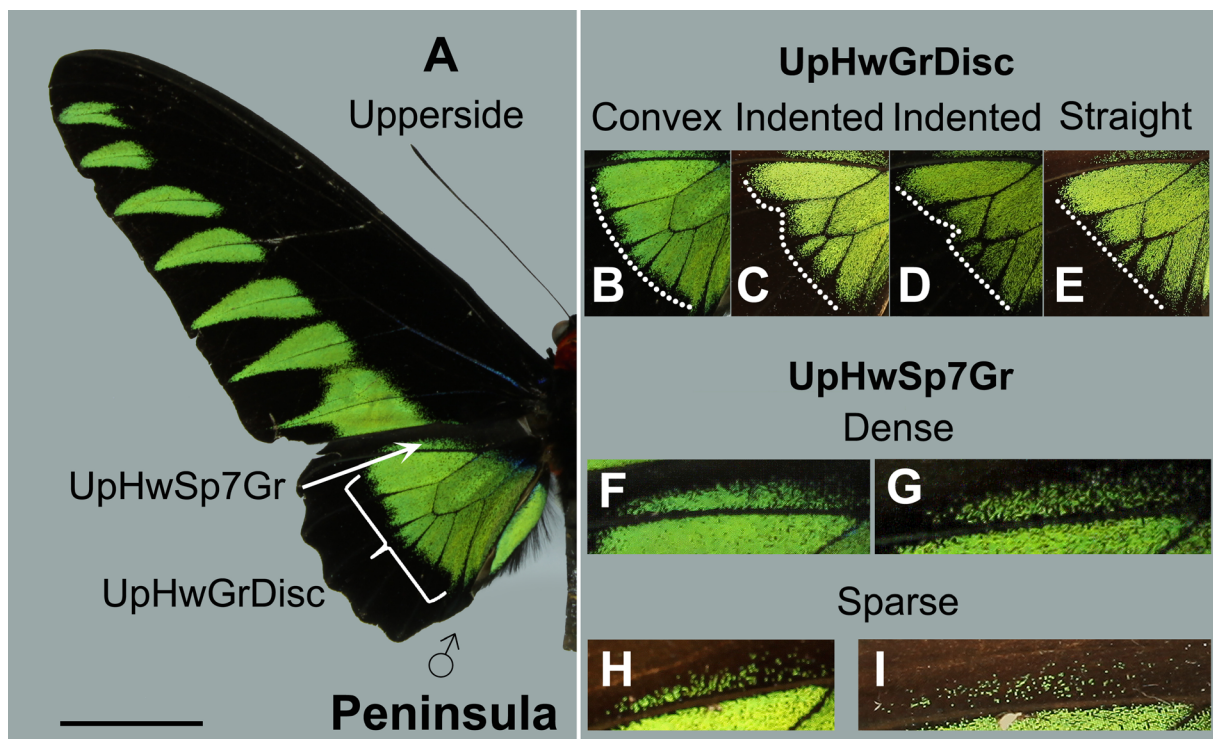 A
Upperside
UpHwSp7Gr
UpHwGrDisc
♂
Peninsula
UpHwGrDisc
Convex Indented Indented Straight
B C D E
UpHwSp7Gr
Dense
F G
Sparse
H I